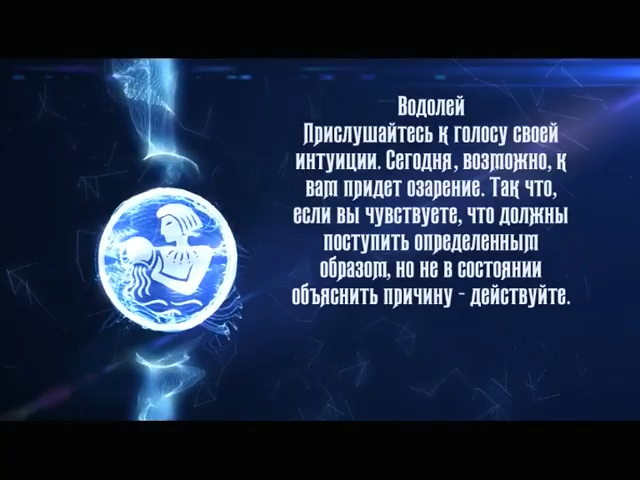 Водолей
Прислушайтесь к голосу своей
интуиции. Сегодня, возможно, к
вам придет озарение. Так что,
если вы чувствуете, что должны
поступить определенным
образом, но не в состоянии
объяснить причину - действуйте.